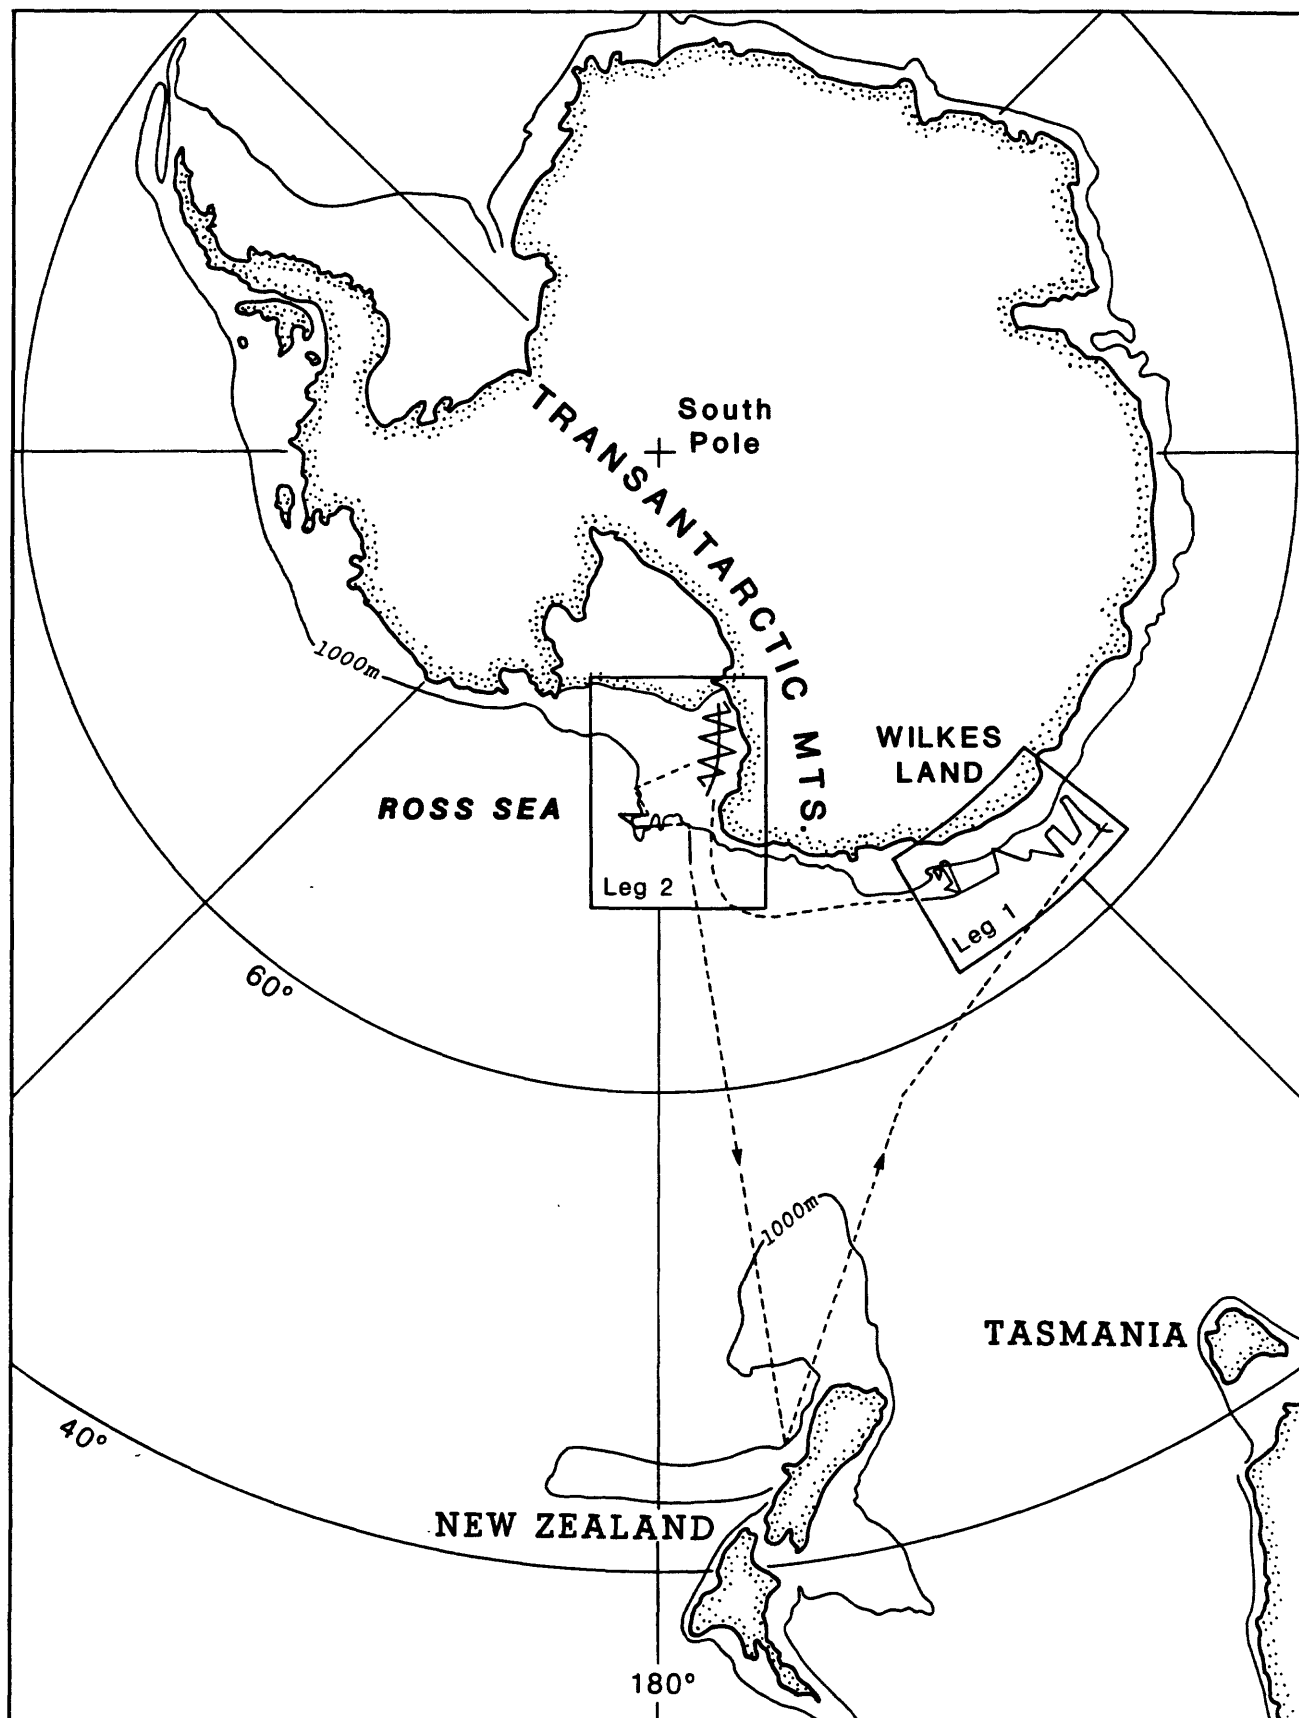 South
Pole
TRANSANTARCTIC MTS.
1000m
WILKES
LAND
ROSS SEA
Leg 2
Leg 1
60°
1000m
TASMANIA
40°
NEW ZEALAND
180°